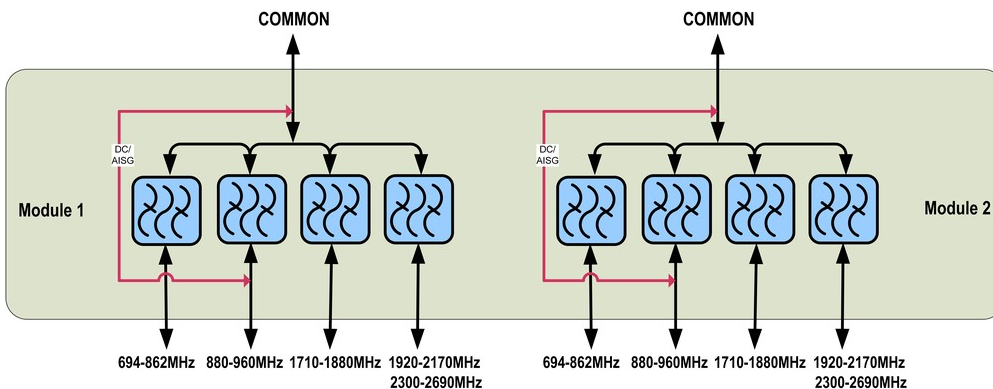 COMMON
COMMON
DC/
AISG
DC/
AISG
Module 1
Module 2
694-862MHz
880-960MHz
1710-1880MHz
1920-2170MHz
2300-2690MHz
694-862MHz
880-960MHz
1710-1880MHz
1920-2170MHz
2300-2690MHz